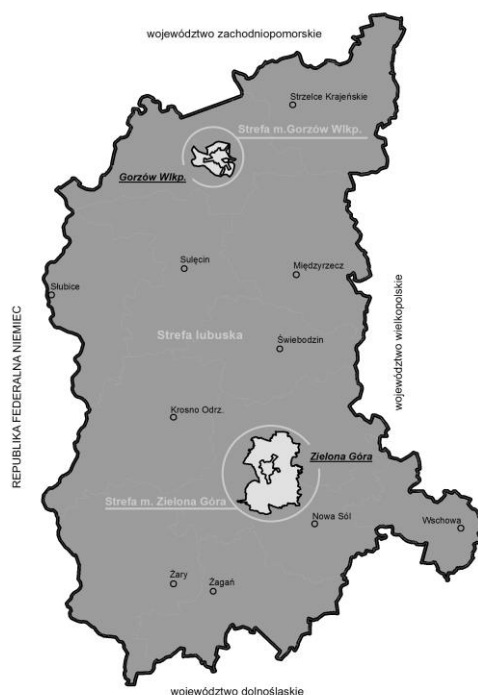 województwo zachodniopomorskie
Strzelce Krajeńskie
Strefa m.Gorzów Wlkp.
Gorzów Wlkp.
Sulęcin
Międzyrzecz
Słubice
REPUBLIKA FEDERALNA NIEMIEC
województwo wielkopolskie
Strefa lubuska
Świebodzin
Krosno Odrz.
Zielona Góra
Strefa m. Zielona Góra
Nowa Sól
Wschowa
Żary
Żagań
województwo dolnośląskie